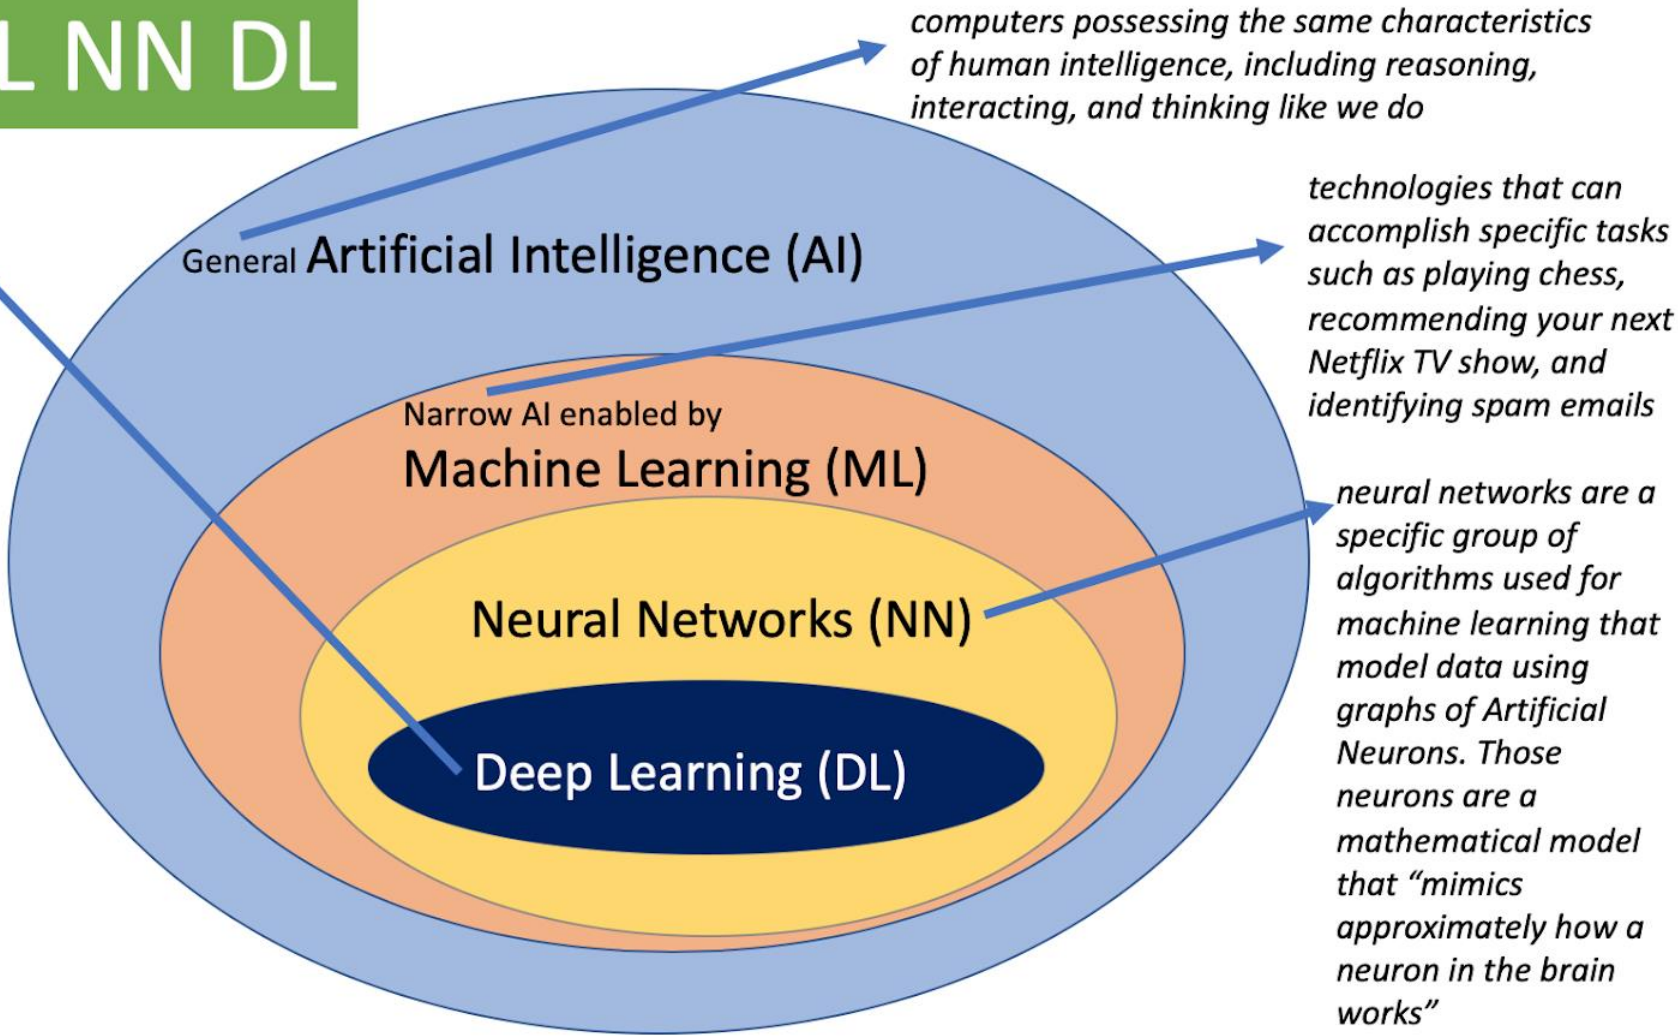 L NN DL
computers possessing the same characteristics
of human intelligence, including reasoning,
interacting, and thinking like we do
General Artificial Intelligence (AI)
technologies that can
accomplish specific tasks
such as playing chess,
recommending your next
Netflix TV show, and
identifying spam emails
Narrow AI enabled by
Machine Learning (ML)
neural networks are a
specific group of
algorithms used for
machine learning that
model data using
graphs of Artificial
Neurons. Those
neurons are a
mathematical model
that “mimics
approximately how a
neuron in the brain
works”
Neural Networks (NN)
Deep Learning (DL)